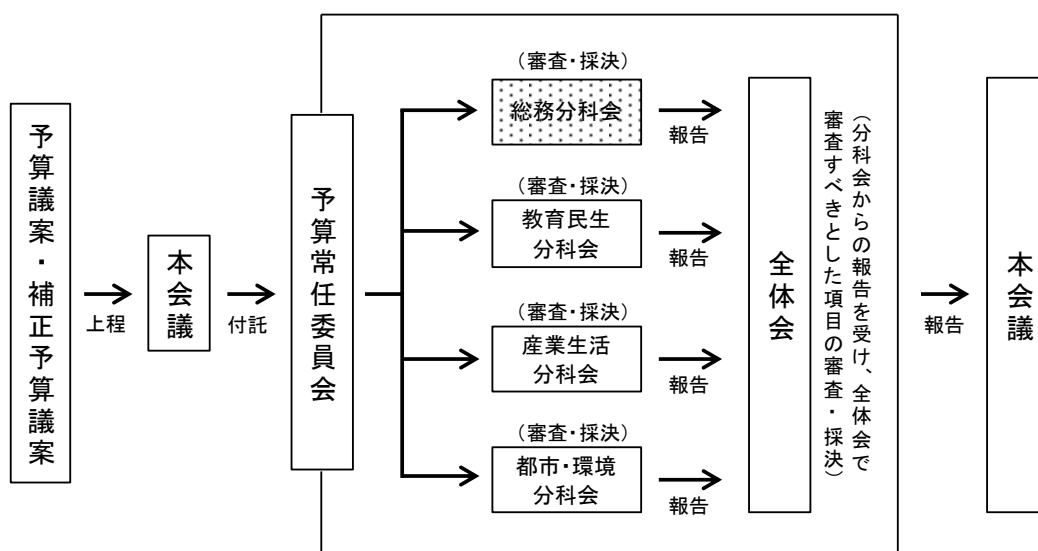 予算議案・補正予算議案
上程
本会議
付託
予算常任委員会
（審査・採決）
総務分科会
報告
（審査・採決）
教育民生
分科会
報告
（審査・採決）
産業生活
分科会
報告
（審査・採決）
都市・環境
分科会
報告
全体会
（分科会からの報告を受け、全体会で
審査すべきとした項目の審査・採決）
報告
本会議